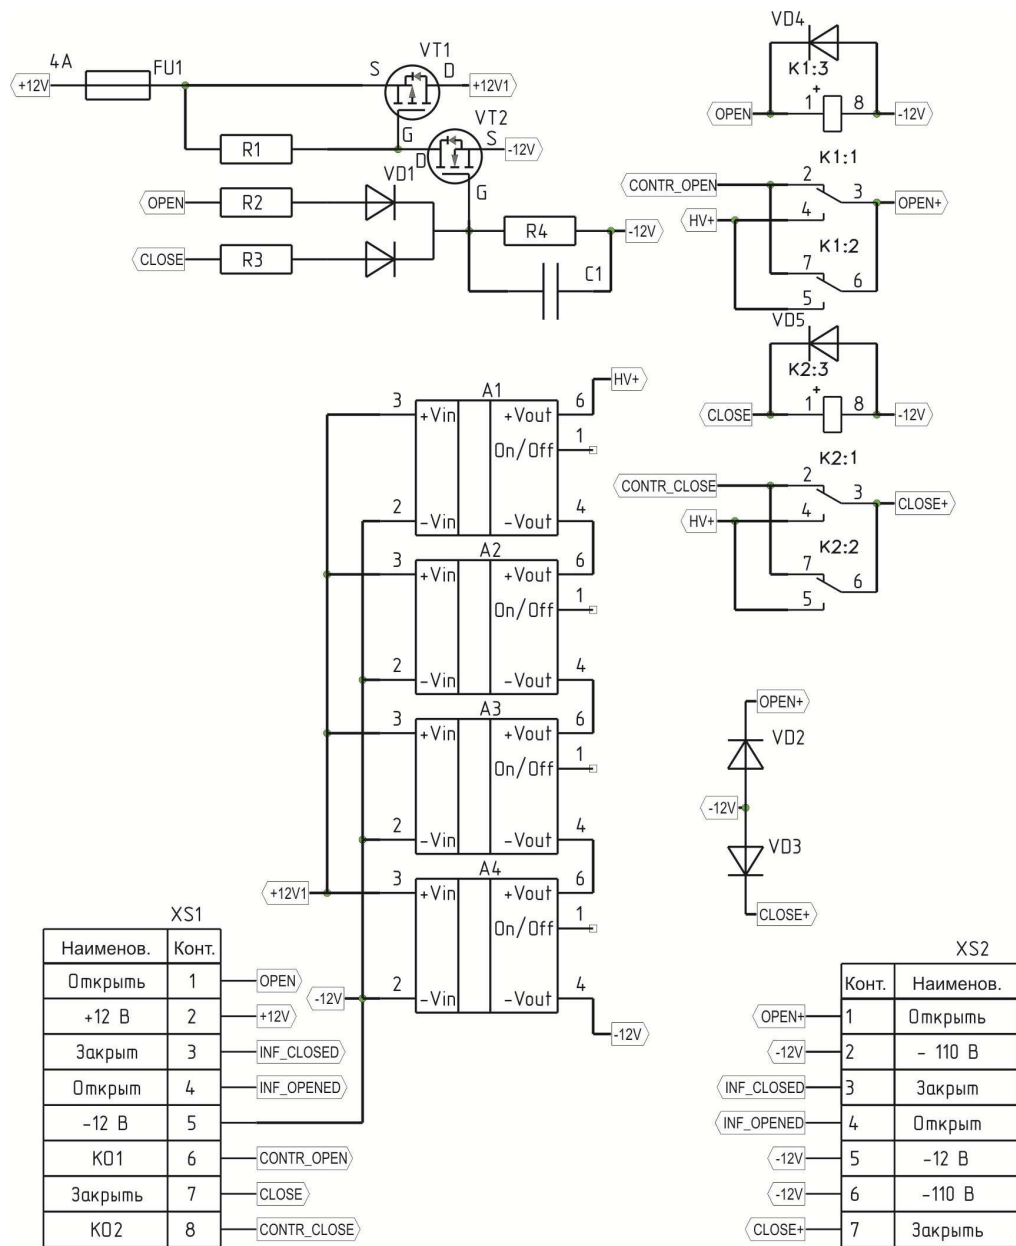 VD4
4A
FU1
VT1
S
D
K1:3
+12V
+12V1
+
1
8
OPEN
-12V
G
VT2
R1
D
S
-12V
K1:1
VD1
G
CONTR_OPEN
2
OPEN
R2
3
OPEN+
HV+
4
R4
-12V
K1:2
CLOSE
R3
7
C1
6
5
VD5
A1
HV+
K2:3
3
+Vin
+Vout
6
+
1
8
CLOSE
-12V
On/Off
1
K2:1
2
CONTR_CLOSE
3
CLOSE+
2
-Vin
-Vout
4
HV+
4
K2:2
A2
3
+Vin
+Vout
6
7
6
On/Off
1
5
2
-Vin
-Vout
4
OPEN+
A3
3
+Vin
+Vout
6
VD2
On/Off
1
-12V
2
-Vin
-Vout
4
VD3
A4
+12V1
3
+Vin
+Vout
6
CLOSE+
On/Off
1
-12V
2
-Vin
-Vout
4
-12V
XS1
Наименов. Конт.
Открыть 1 OPEN
+12 В 2 +12V
Закрыт 3 INF_CLOSED
Открыт 4 INF_OPENED
-12 В 5
КО1 6 CONTR_OPEN
Закрыть 7 CLOSE
КО2 8 CONTR_CLOSE
XS2
Конт. Наименов.
OPEN+ 1 Открыть
-12V 2 - 110 В
INF_CLOSED 3 Закрыт
INF_OPENED 4 Открыт
-12V 5 -12 В
-12V 6 -110 В
CLOSE+ 7 Закрыть